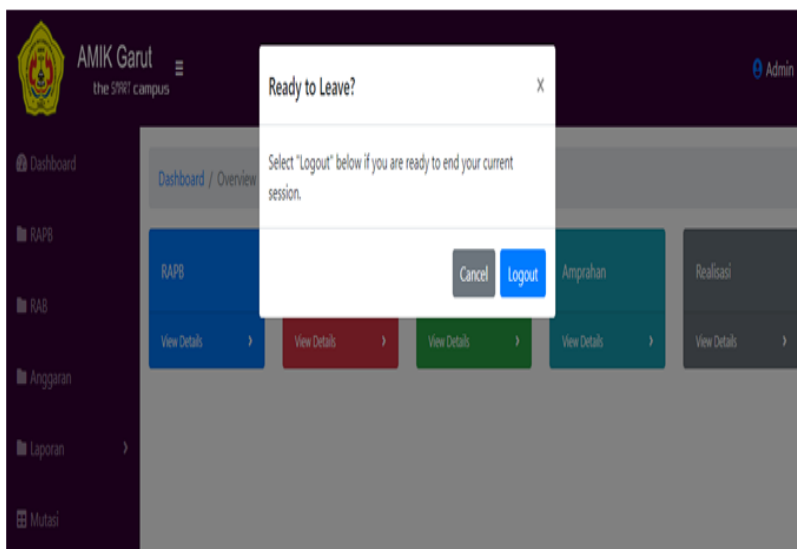 AMIK Garut
the SMART campus
Admin
Ready to Leave?
X
Select "Logout" below if you are ready to end your current
session.
Cancel
Logout
Dashboard
RAPB
RAB
Anggaran
Laporan
Mutasi
Dashboard / Overview
RAPB
View Details
View Details
View Details
Amprahan
View Details
Realisasi
View Details